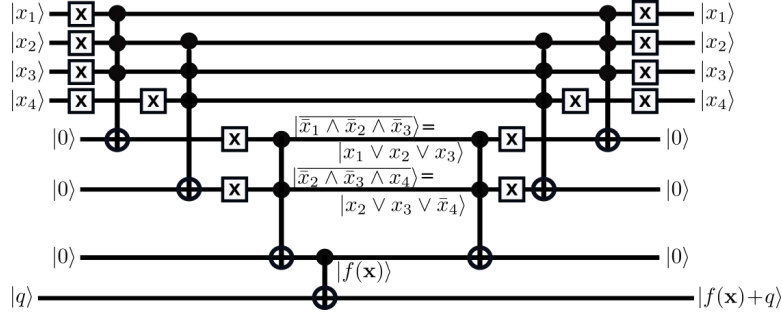 |x₁⟩ X X |x₁⟩
|x₂⟩ X X |x₂⟩
|x₃⟩ X X |x₃⟩
|x₄⟩ X X X X |x₄⟩
|0⟩ X |x̄₁ ∧ x̄₂ ∧ x̄₃⟩̅= X |0⟩
|x₁ ∨ x₂ ∨ x₃⟩
|0⟩ X |x̄₂ ∧ x̄₃ ∧ x₄⟩̅= X |0⟩
|x₂ ∨ x₃ ∨ x̄₄⟩
|0⟩ |0⟩
|f(𝐱)⟩
|q⟩ |f(𝐱)+q⟩